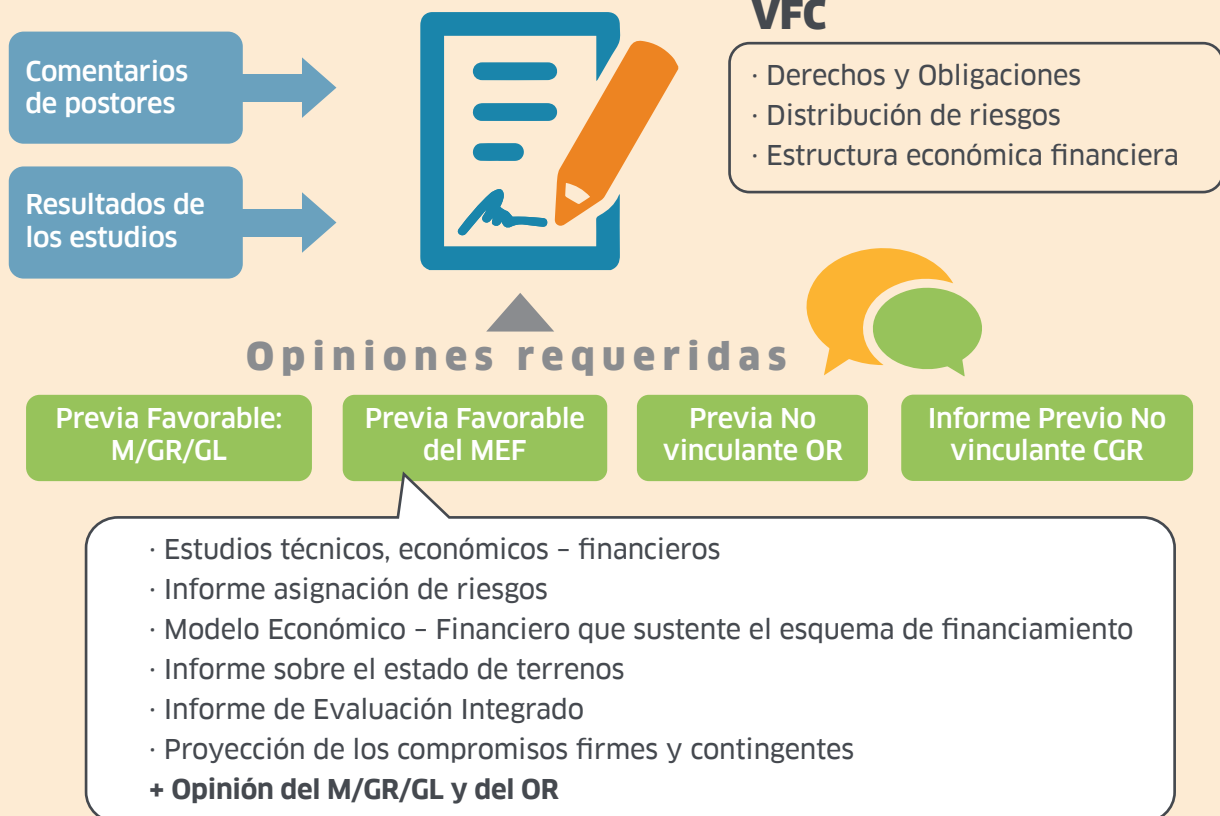 VFC
Comentarios
de postores
Resultados de
los estudios
· Derechos y Obligaciones
· Distribución de riesgos
· Estructura económica financiera
Opiniones requeridas
Previa Favorable:
M/GR/GL
Previa Favorable
del MEF
Previa No
vinculante OR
Informe Previo No
vinculante CGR
· Estudios técnicos, económicos – financieros
· Informe asignación de riesgos
· Modelo Económico – Financiero que sustente el esquema de financiamiento
· Informe sobre el estado de terrenos
· Informe de Evaluación Integrado
· Proyección de los compromisos firmes y contingentes
+ Opinión del M/GR/GL y del OR